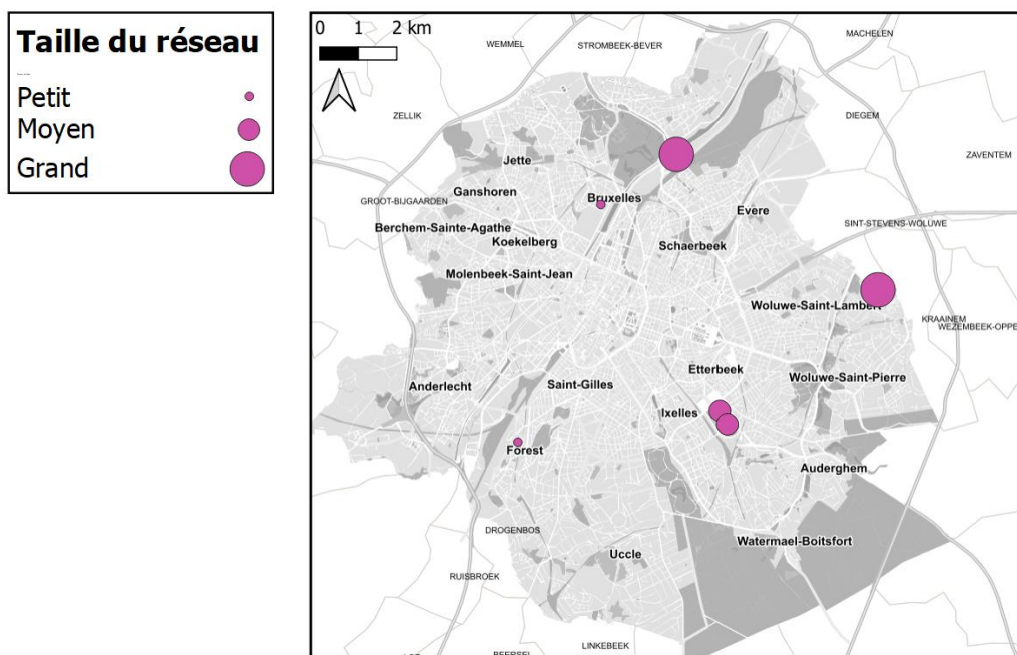 Taille du réseau
Petit
Moyen
Grand
0 1 2 km
WEMMEL
STROMBEEK-BEVER
MACHELEN
ZELLIK
DIEGEM
ZAVENTEM
Jette
Ganshoren
Bruxelles
GROOT-BIJGAARDEN
Evere
Berchem-Sainte-Agathe
SINT-STEVENS-WOLUWE
Koekelberg
Schaerbeek
Molenbeek-Saint-Jean
Woluwe-Saint-Lambert
KRAAINEM
WEZEMBEEK-OPPE
Etterbeek
Woluwe-Saint-Pierre
Anderlecht
Saint-Gilles
Ixelles
Forest
Auderghem
DROGENBOS
Watermael-Boitsfort
Uccle
RUISBROEK
LINKEBEEK
BEERSEL